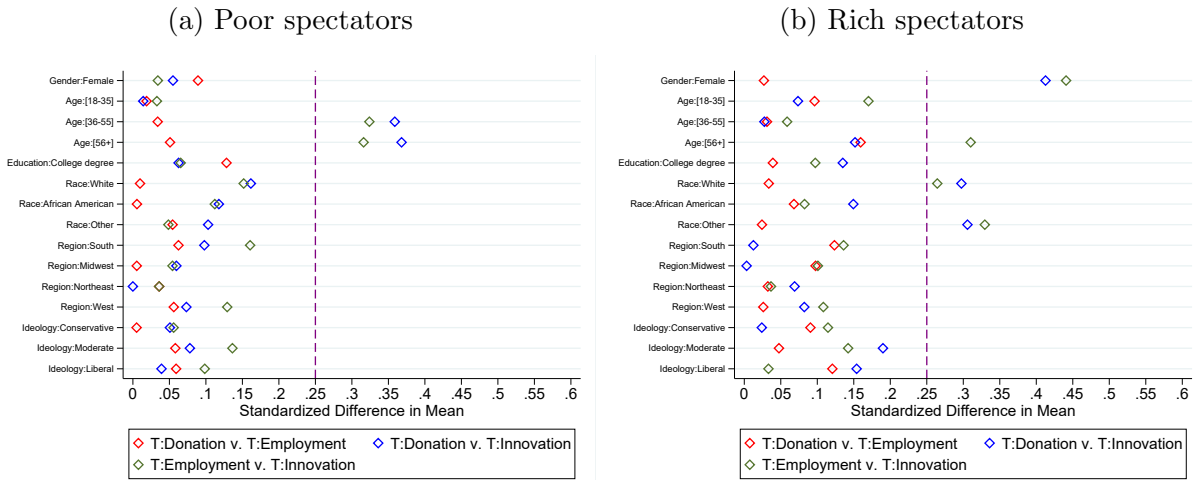 (a) Poor spectators
Gender:Female
Age:[18-35]
Age:[36-55]
Age:[56+]
Education:College degree
Race:White
Race:African American
Race:Other
Region:South
Region:Midwest
Region:Northeast
Region:West
Ideology:Conservative
Ideology:Moderate
Ideology:Liberal
0 .05 .1 .15 .2 .25 .3 .35 .4 .45 .5 .55 .6
Standardized Difference in Mean
T:Donation v. T:Employment T:Donation v. T:Innovation
T:Employment v. T:Innovation
(b) Rich spectators
Gender:Female
Age:[18-35]
Age:[36-55]
Age:[56+]
Education:College degree
Race:White
Race:African American
Race:Other
Region:South
Region:Midwest
Region:Northeast
Region:West
Ideology:Conservative
Ideology:Moderate
Ideology:Liberal
0 .05 .1 .15 .2 .25 .3 .35 .4 .45 .5 .55 .6
Standardized Difference in Mean
T:Donation v. T:Employment T:Donation v. T:Innovation
T:Employment v. T:Innovation